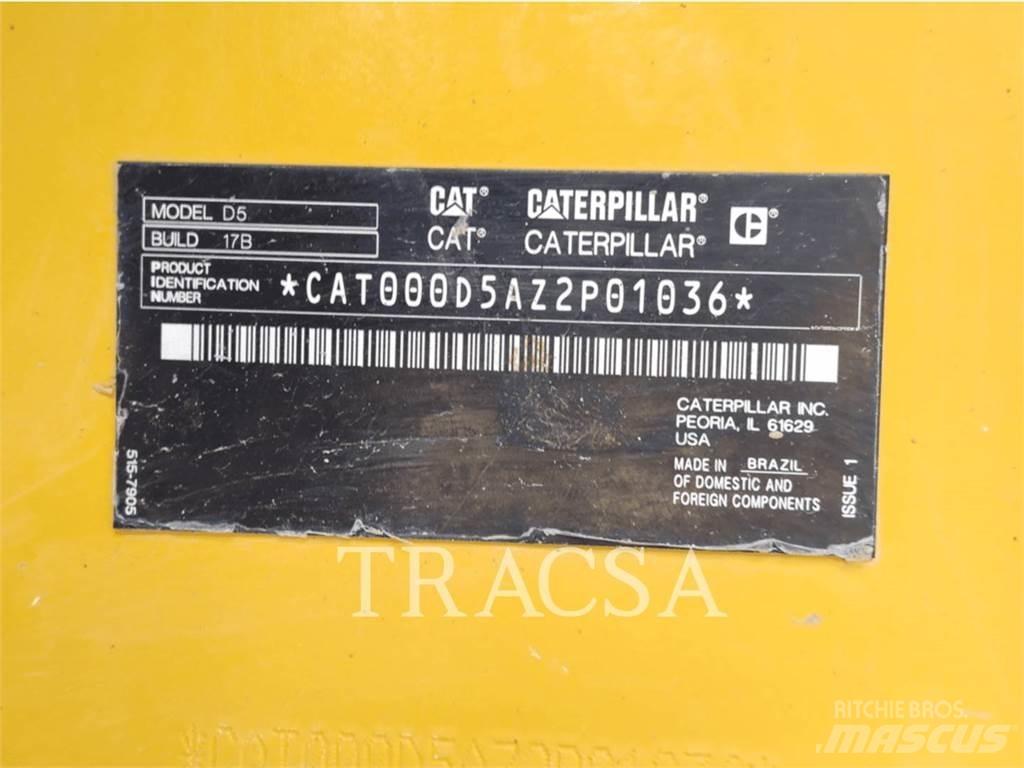 MODEL D5
BUILD 17B
CAT® CATERPILLAR®
CAT® CATERPILLAR®
PRODUCT
IDENTIFICATION
NUMBER
*CAT000D5AZ2P01036*
CATERPILLAR INC.
PEORIA, IL 61629
USA
MADE IN BRAZIL
OF DOMESTIC AND
FOREIGN COMPONENTS
515-7905
ISSUE 1
TRACSA
RITCHIE BROS.
MASCUS